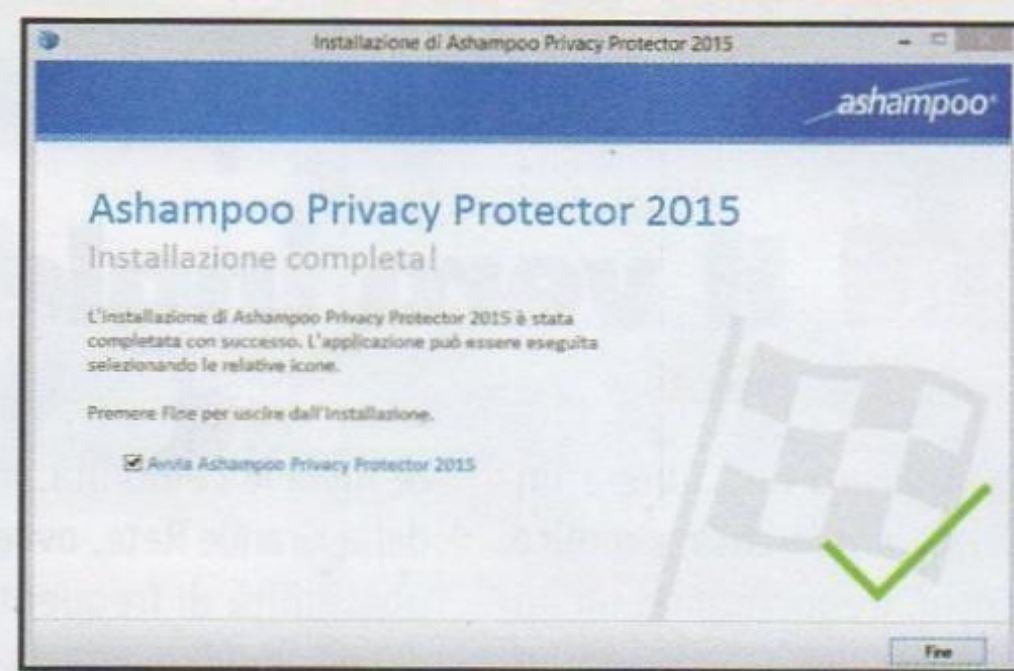 Installazione di Ashampoo Privacy Protector 2015
ashampoo
Ashampoo Privacy Protector 2015
Installazione completa!
L'installazione di Ashampoo Privacy Protector 2015 è stata
completata con successo. L'applicazione può essere eseguita
selezionando le relative icone.
Premere Fine per uscire dall'installazione.
Avvia Ashampoo Privacy Protector 2015
Fine